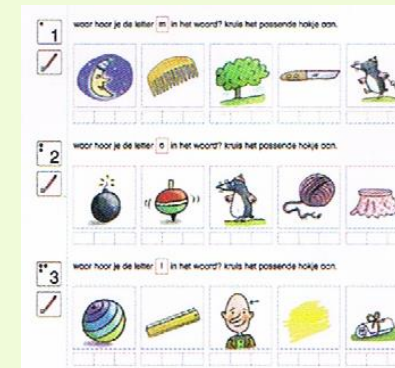 1
waar hoor je de letter m in het woord? kruis het passende hokje aan.
2
waar hoor je de letter o in het woord? kruis het passende hokje aan.
3
waar hoor je de letter l in het woord? kruis het passende hokje aan.